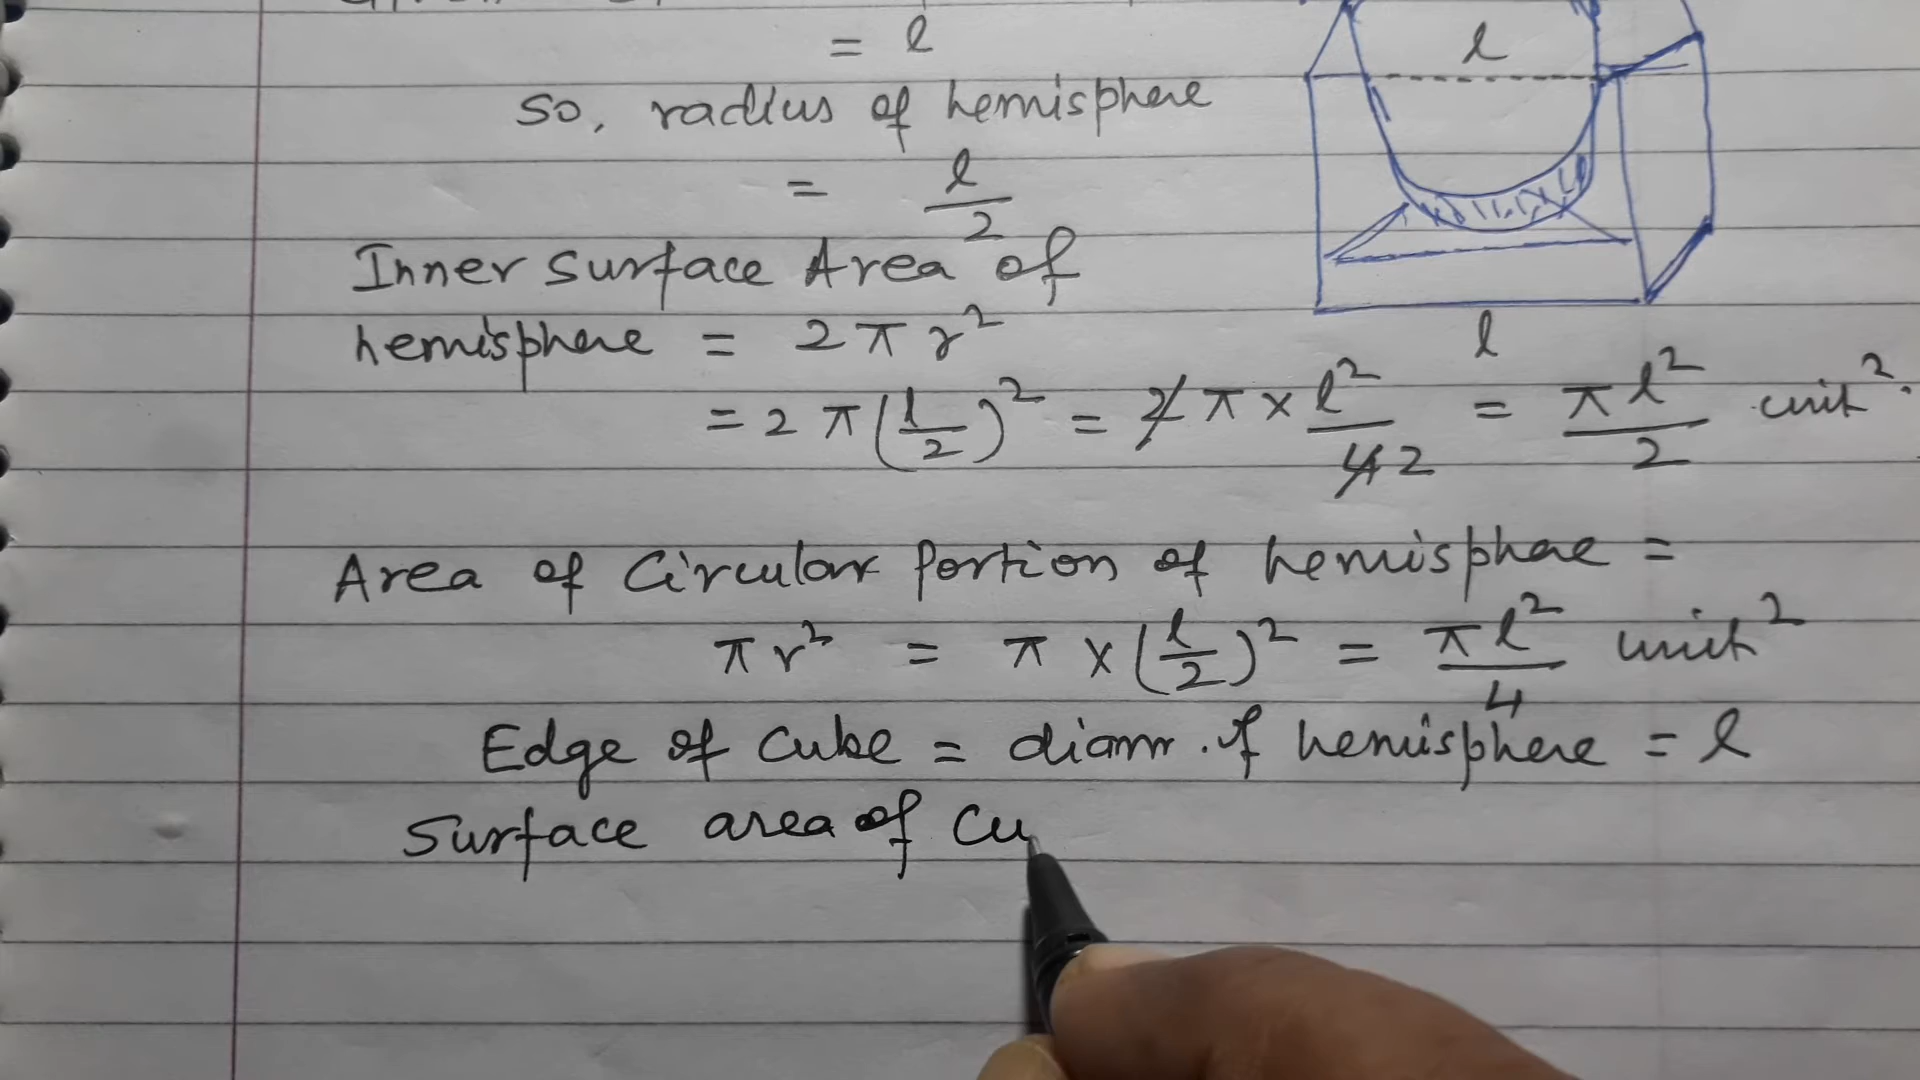 = l
l
So, radius of hemisphere
= l/2
Inner surface Area of
hemisphere = 2πr²
l
= 2π(l/2)² = 2π × l²/4 2 = πl²/2 unit².
Area of Circular Portion of hemisphere =
πr² = π × (l/2)² = πl²/4 unit²
Edge of Cube = diamr. of hemisphere = l
Surface area of Cu